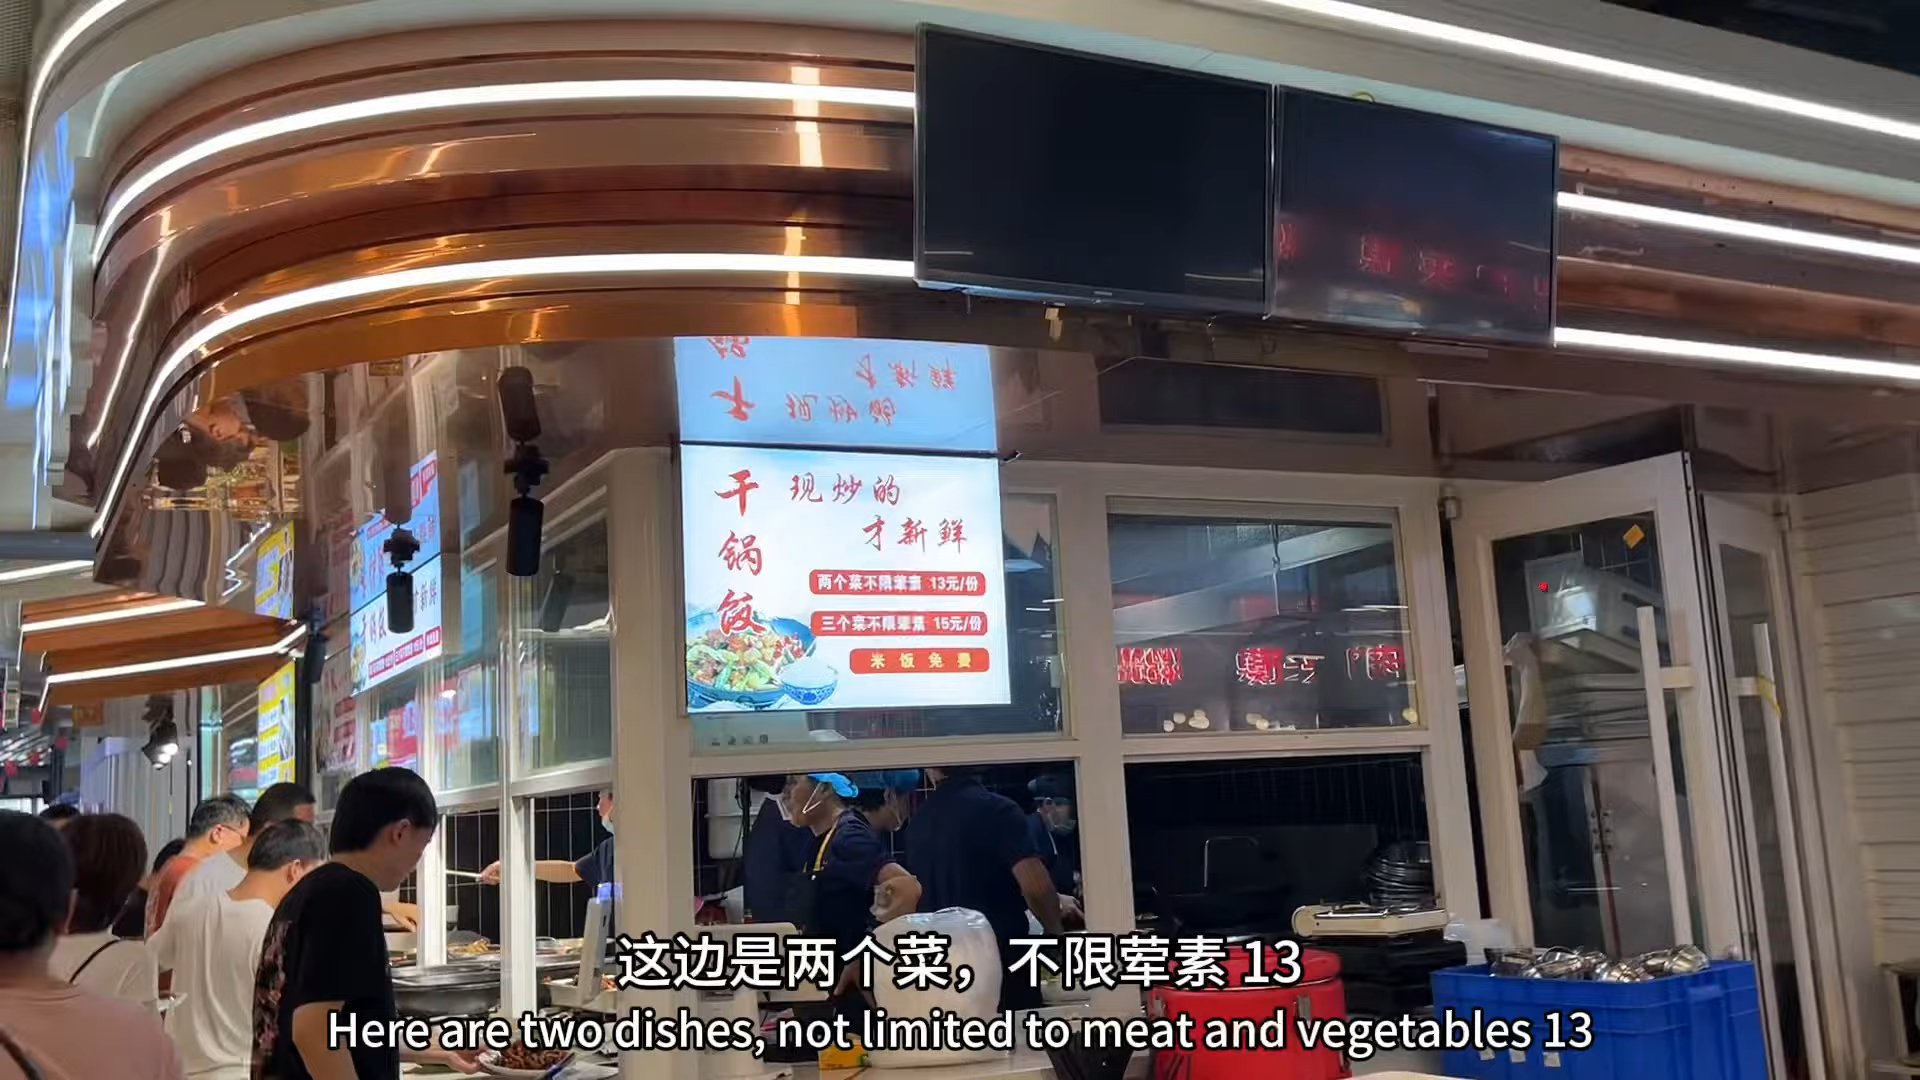 干锅饭
现炒的
才新鲜
两个菜不限荤素 13元/份
三个菜不限荤素 15元/份
米饭免费
这边是两个菜，不限荤素 13
Here are two dishes, not limited to meat and vegetables 13